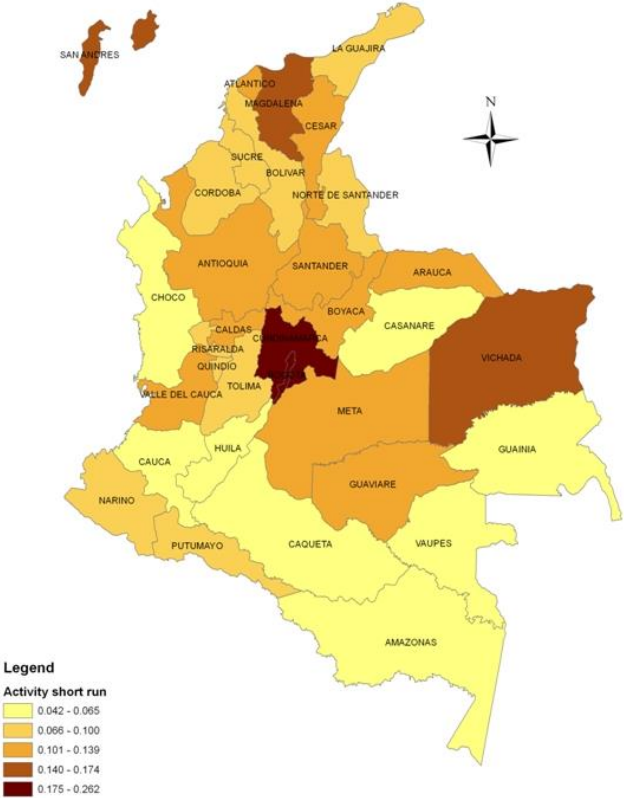 LA GUAJIRA
SAN ANDRES
ATLANTICO
MAGDALENA
N
CESAR
SUCRE
BOLIVAR
CORDOBA
NORTE DE SANTANDER
ANTIOQUIA
SANTANDER
ARAUCA
CHOCO
BOYACA
CALDAS
CUNDINAMARCA
CASANARE
RISARALDA
VICHADA
QUINDIO
TOLIMA
VALLE DEL CAUCA
META
HUILA
GUAINIA
CAUCA
GUAVIARE
NARINO
PUTUMAYO
CAQUETA
VAUPES
AMAZONAS
Legend
Activity short run
0.042 - 0.065
0.066 - 0.100
0.101 - 0.139
0.140 - 0.174
0.175 - 0.262